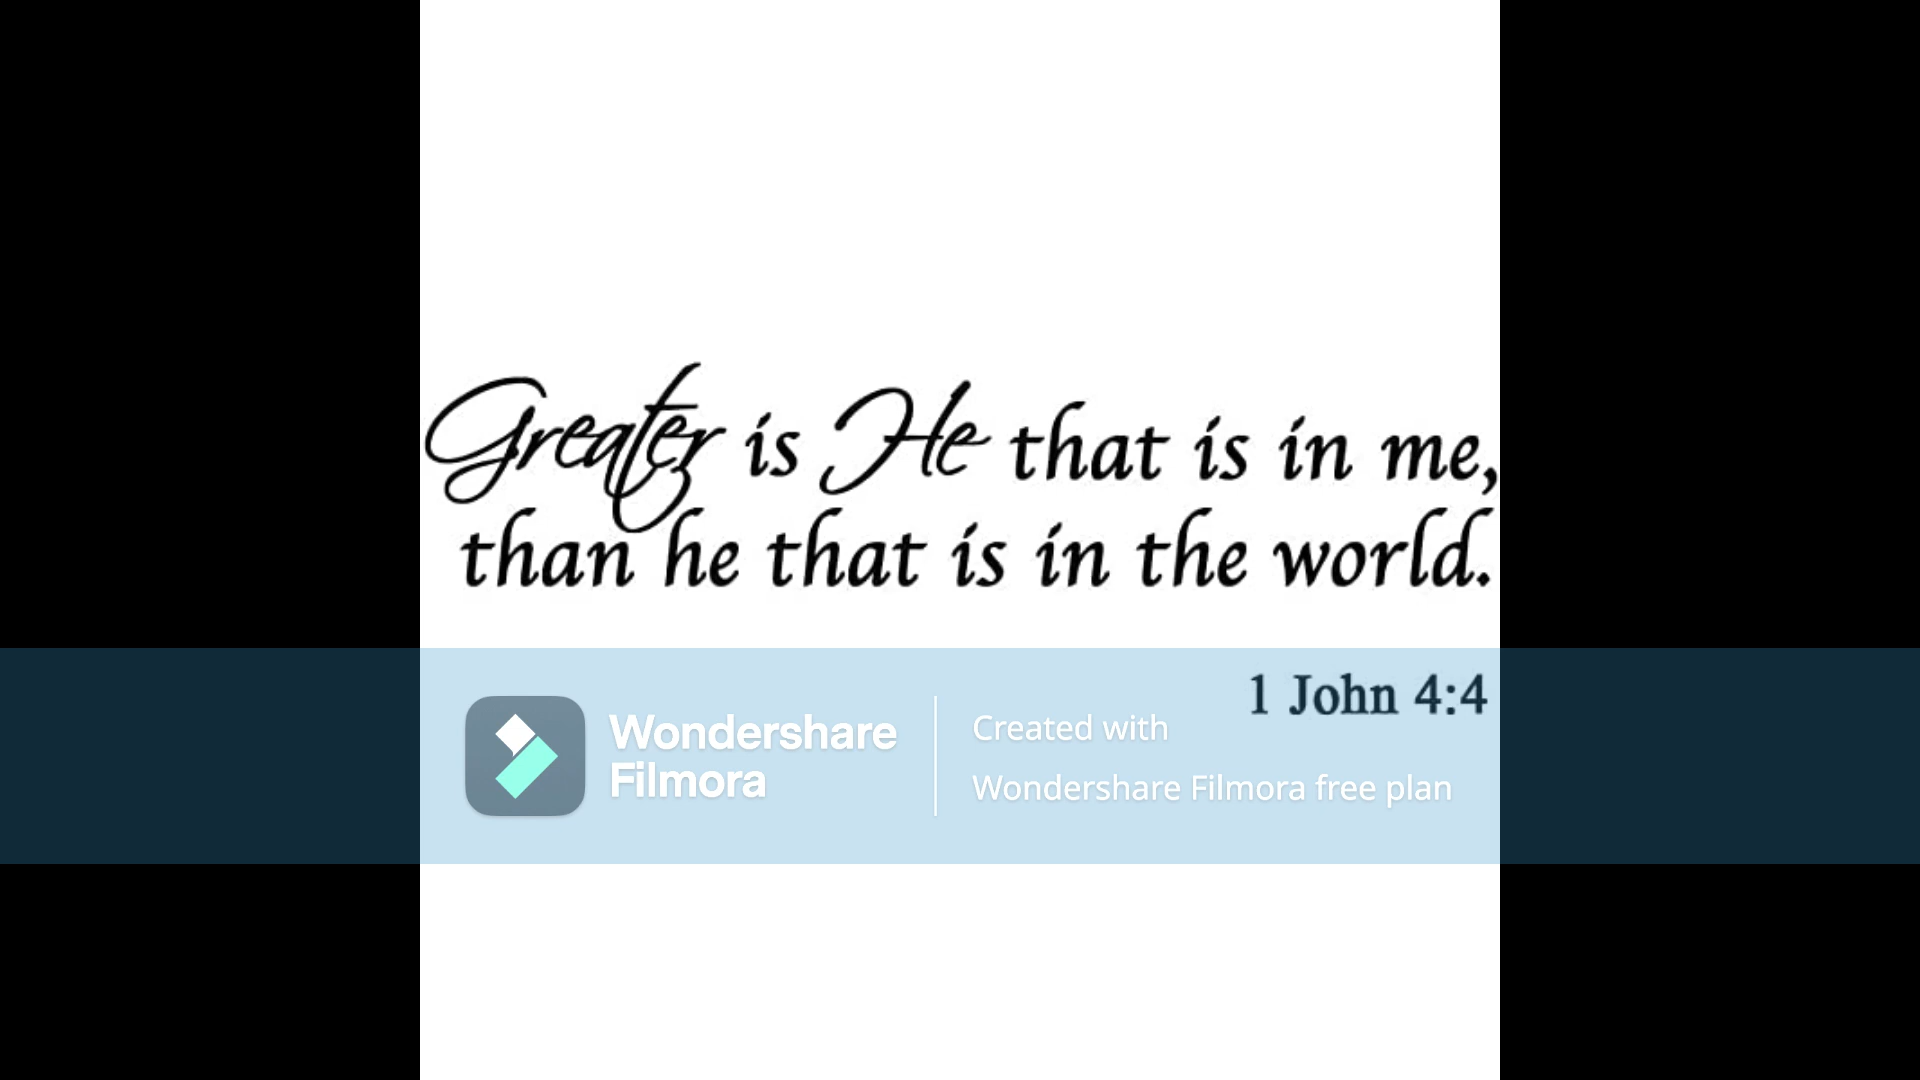 Greater is He that is in me,
than he that is in the world.
1 John 4:4
Wondershare
Filmora
Created with
Wondershare Filmora free plan